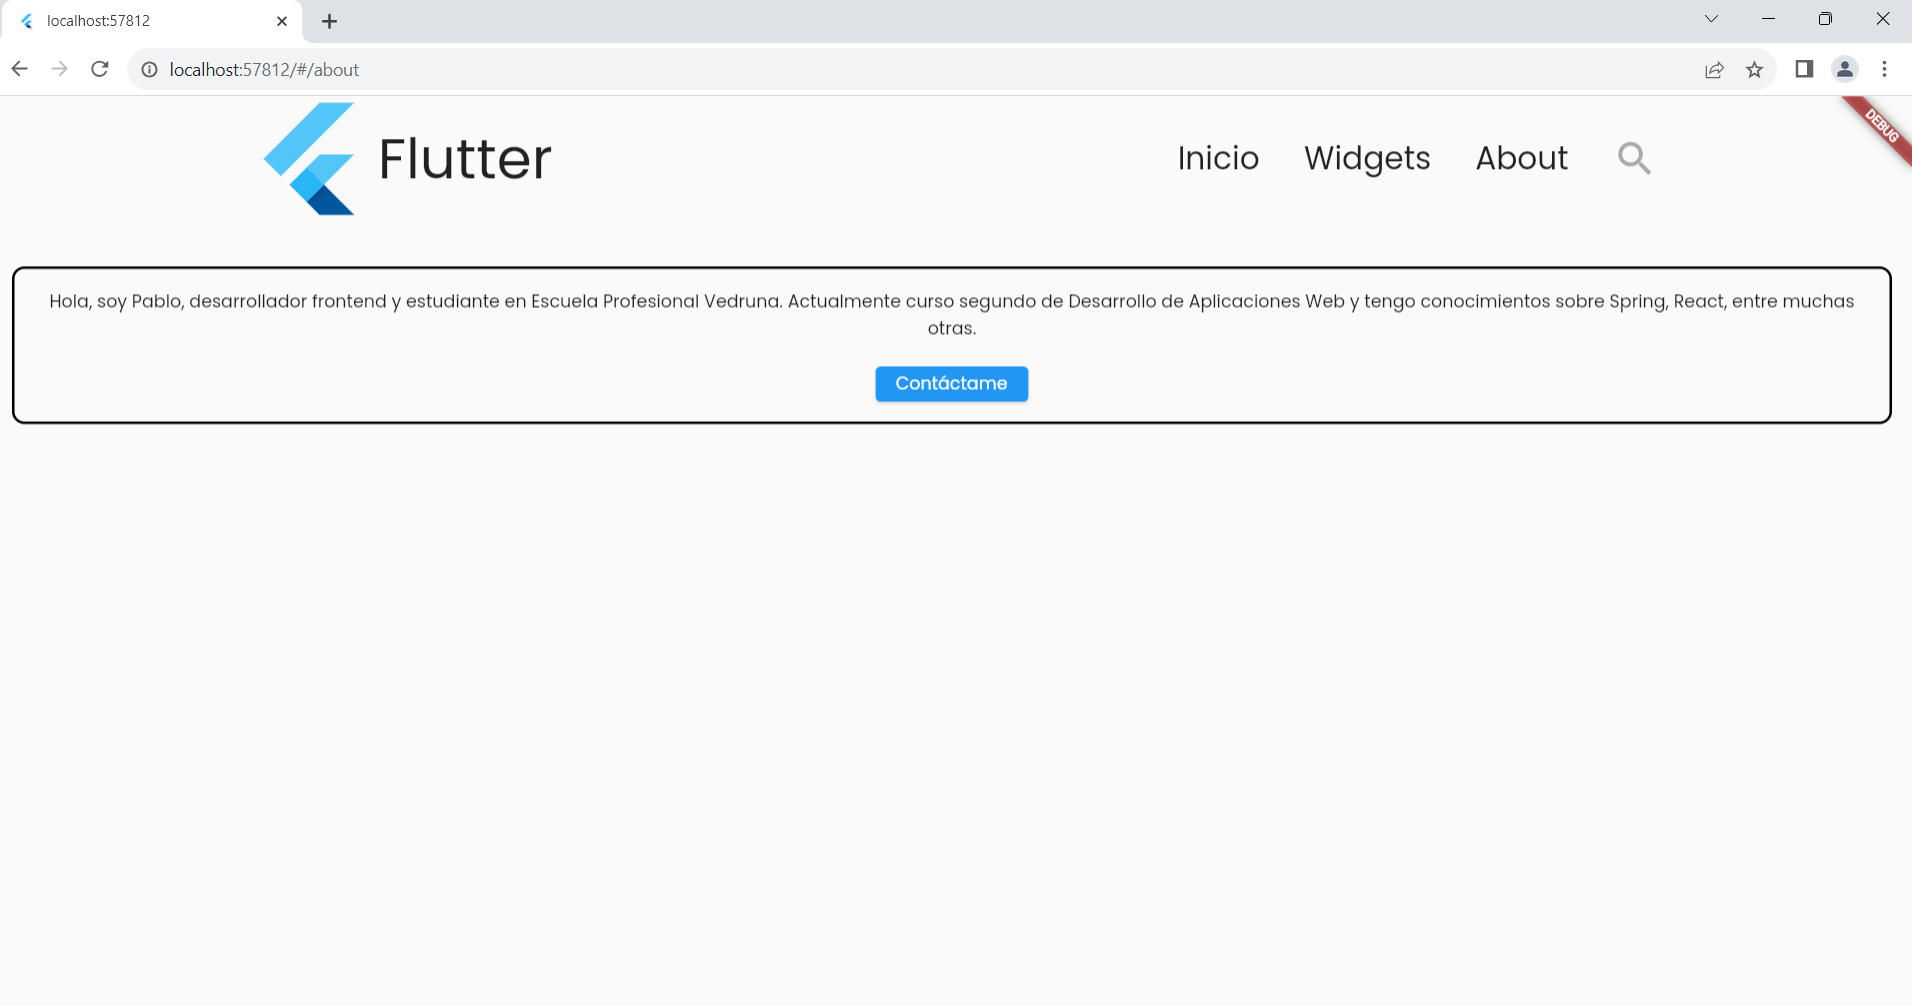 localhost:57812
localhost:57812/#/about
DEBUG
Flutter
Inicio Widgets About
Hola, soy Pablo, desarrollador frontend y estudiante en Escuela Profesional Vedruna. Actualmente curso segundo de Desarrollo de Aplicaciones Web y tengo conocimientos sobre Spring, React, entre muchas
otras.
Contáctame